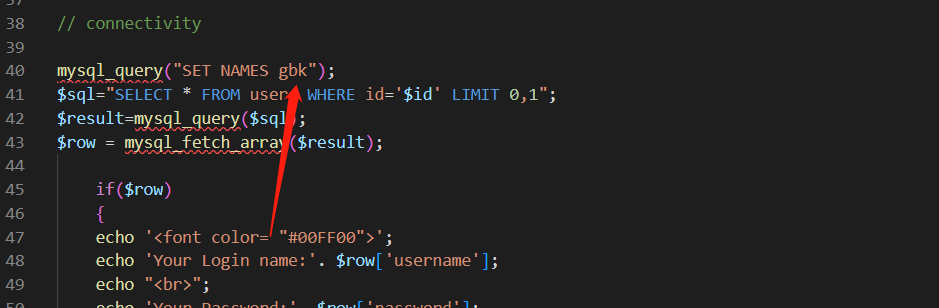 37
38 // connectivity
39
40 mysql_query("SET NAMES gbk");
41 $sql="SELECT * FROM users WHERE id='$id' LIMIT 0,1";
42 $result=mysql_query($sql);
43 $row = mysql_fetch_array($result);
44
45 if($row)
46 {
47 echo '<font color= "#00FF00">';
48 echo 'Your Login name:'. $row['username'];
49 echo "<br>";
50 echo 'Your Password:'. $row['password'];